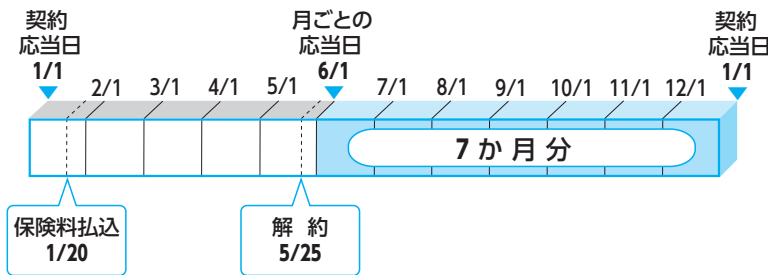 契約
応当日
1/1
月ごとの
応当日
6/1
契約
応当日
1/1
2/1
3/1
4/1
5/1
7/1
8/1
9/1
10/1
11/1
12/1
7か月分
保険料払込
1/20
解約
5/25